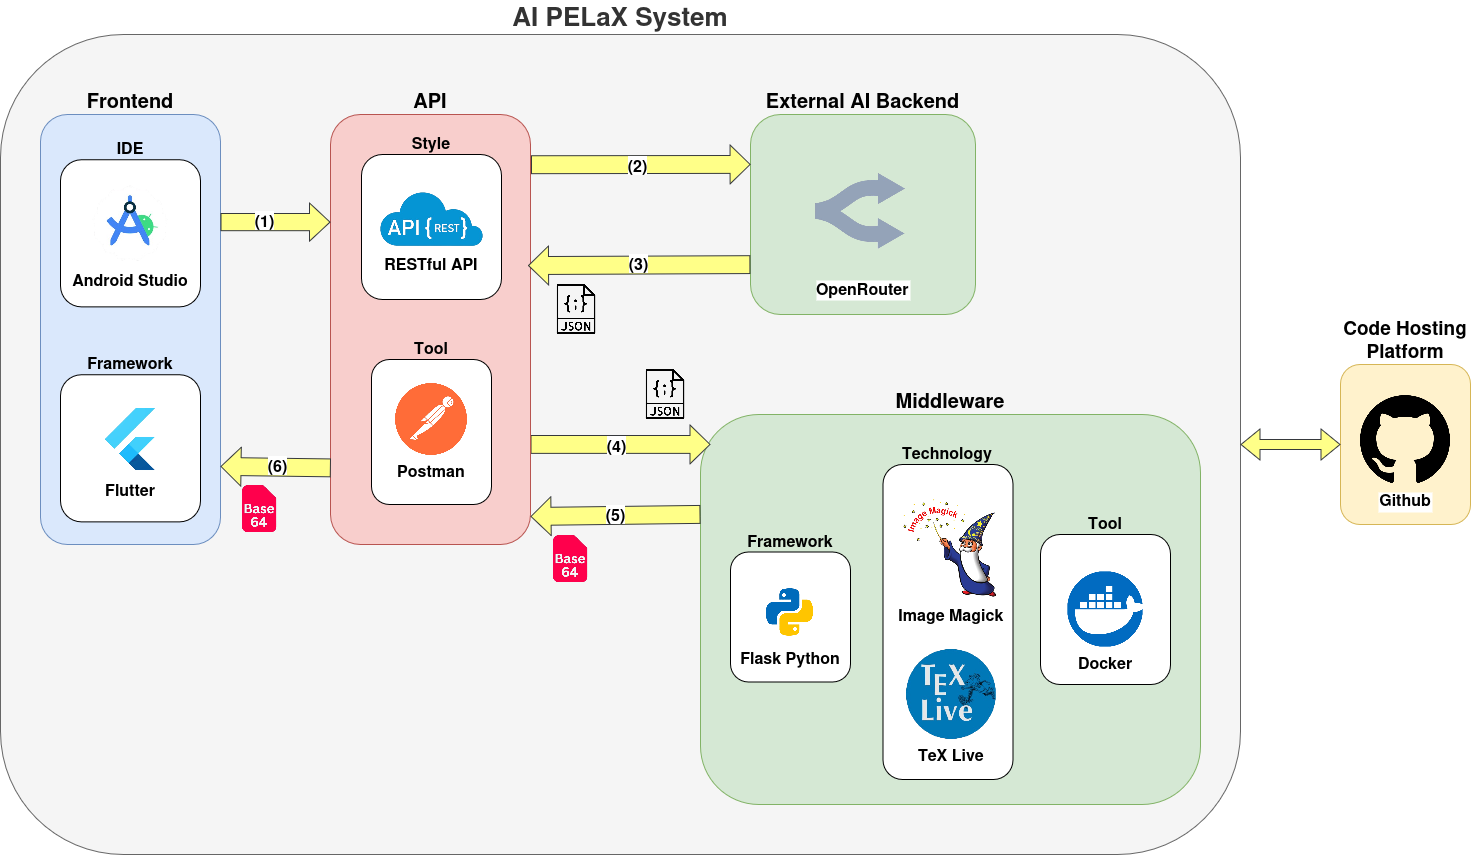 AI PELaX System
Frontend
IDE
Android Studio
Framework
Flutter
(1)
(6)
Base
64
API
Style
API { REST }
RESTful API
Tool
Postman
(2)
(3)
{;}
JSON
{;}
JSON
(4)
(5)
Base
64
External AI Backend
OpenRouter
Middleware
Framework
Flask Python
Technology
Image Magick
Image Magick
TEX
Live
TeX Live
Tool
Docker
Code Hosting
Platform
Github